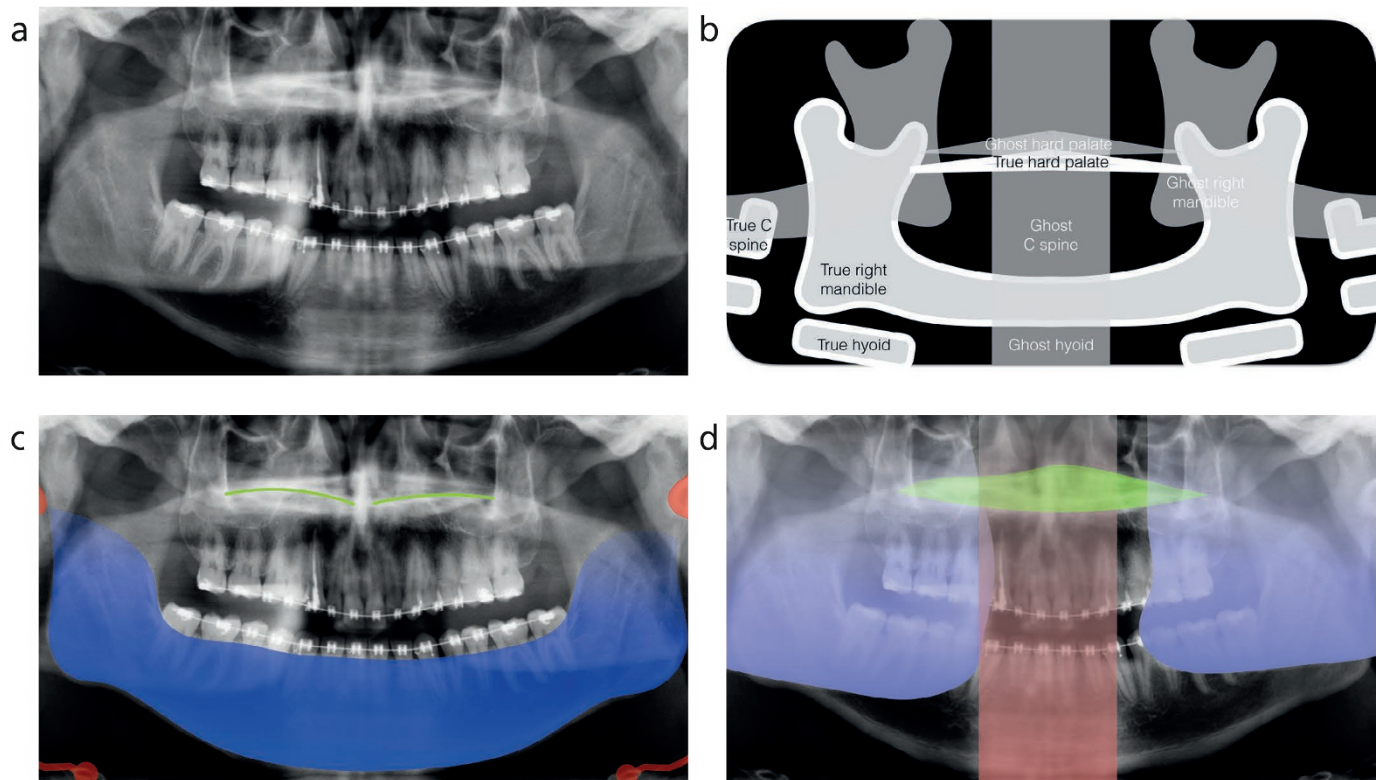 a
b
Ghost hard palate
True hard palate
Ghost right
mandible
True C
spine
Ghost
C spine
True right
mandible
True hyoid
Ghost hyoid
c
d